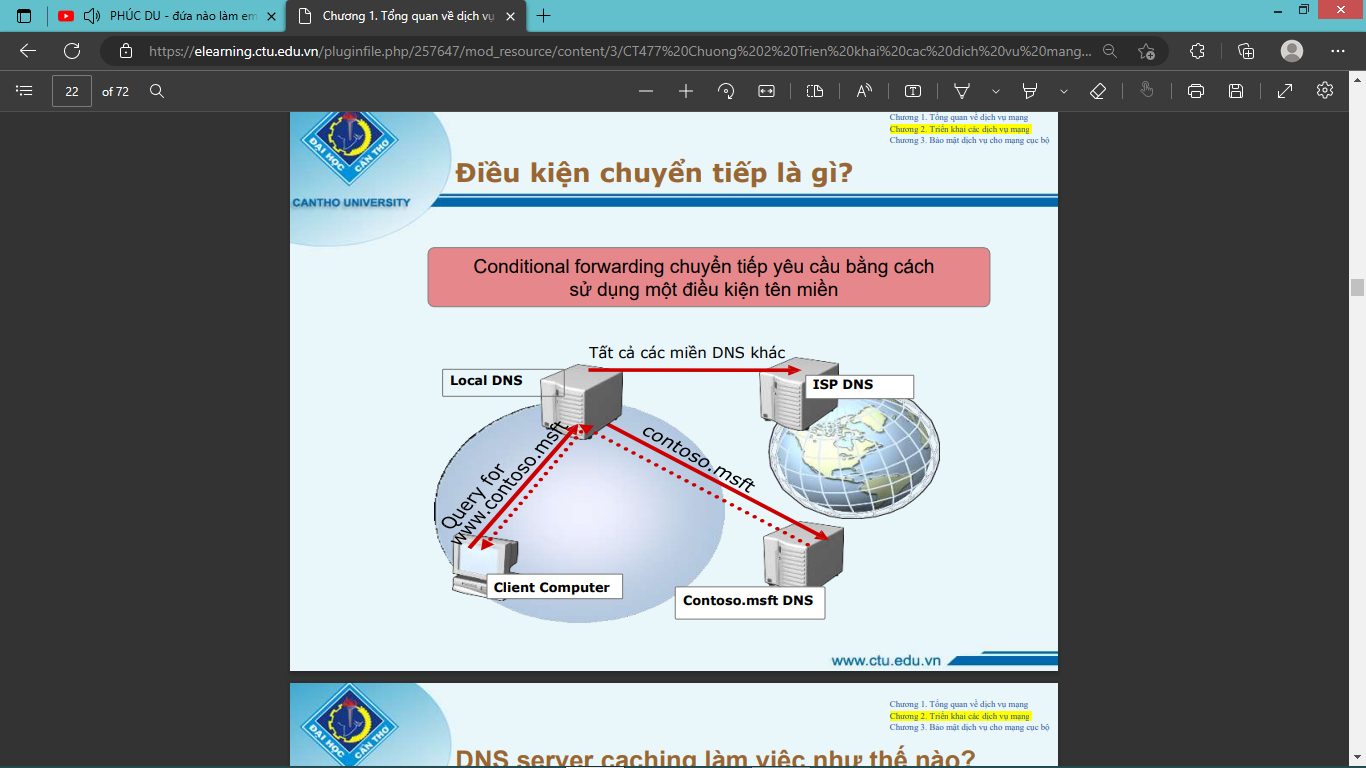 PHÚC DU - đứa nào làm em
Chương 1. Tổng quan về dịch vụ
https://elearning.ctu.edu.vn/pluginfile.php/257647/mod_resource/content/3/CT477%20Chuong%202%20Trien%20khai%20cac%20dich%20vu%20mang...
22 of 72
Chương 1. Tổng quan về dịch vụ mạng
Chương 2. Triển khai các dịch vụ mạng
Chương 3. Bảo mật dịch vụ cho mạng cục bộ
ĐẠI HỌC CẦN THƠ
CANTHO UNIVERSITY
Điều kiện chuyển tiếp là gì?
Conditional forwarding chuyển tiếp yêu cầu bằng cách
sử dụng một điều kiện tên miền
Tất cả các miền DNS khác
Local DNS
ISP DNS
Query for
www.contoso.msft
contoso.msft
Client Computer
Contoso.msft DNS
www.ctu.edu.vn
Chương 1. Tổng quan về dịch vụ mạng
Chương 2. Triển khai các dịch vụ mạng
Chương 3. Bảo mật dịch vụ cho mạng cục bộ
ĐẠI HỌC CẦN THƠ
DNS server caching làm việc như thế nào?